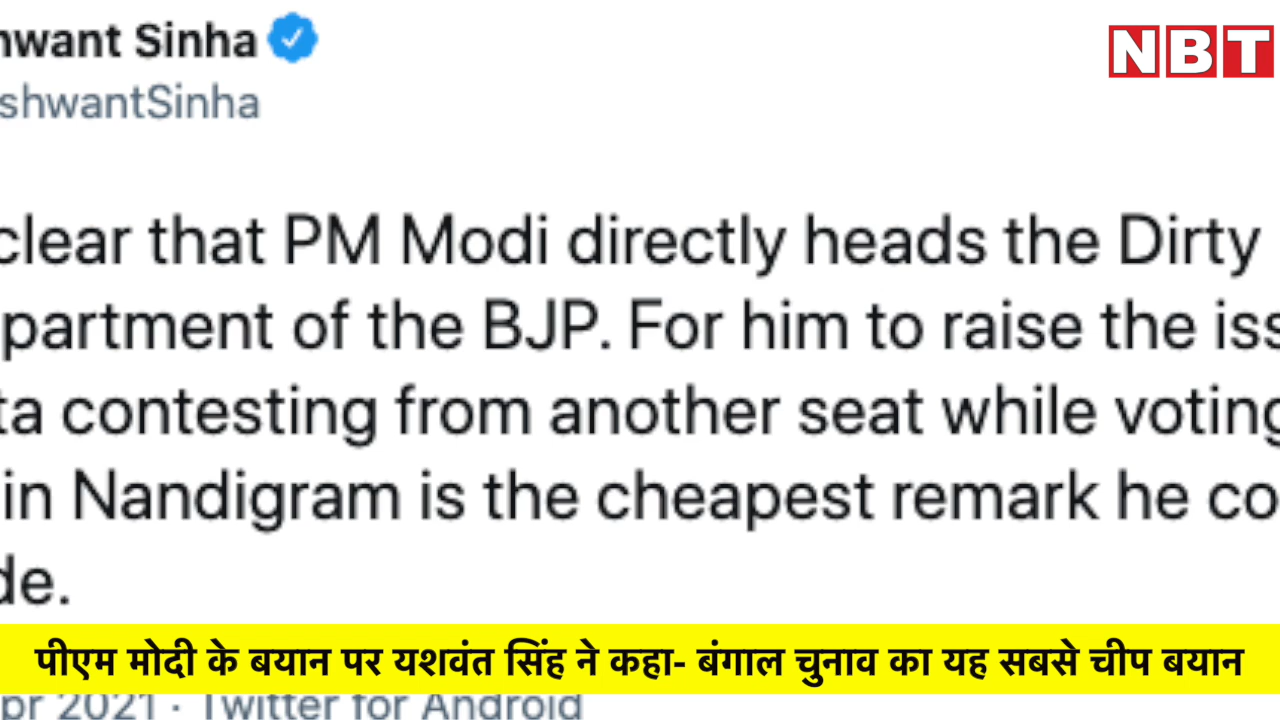 hwant Sinha
NBT
shwantSinha
clear that PM Modi directly heads the Dirty
partment of the BJP. For him to raise the iss
ta contesting from another seat while voting
in Nandigram is the cheapest remark he co
de.
पीएम मोदी के बयान पर यशवंत सिंह ने कहा- बंगाल चुनाव का यह सबसे चीप बयान
pr 2021 · Twitter for Android